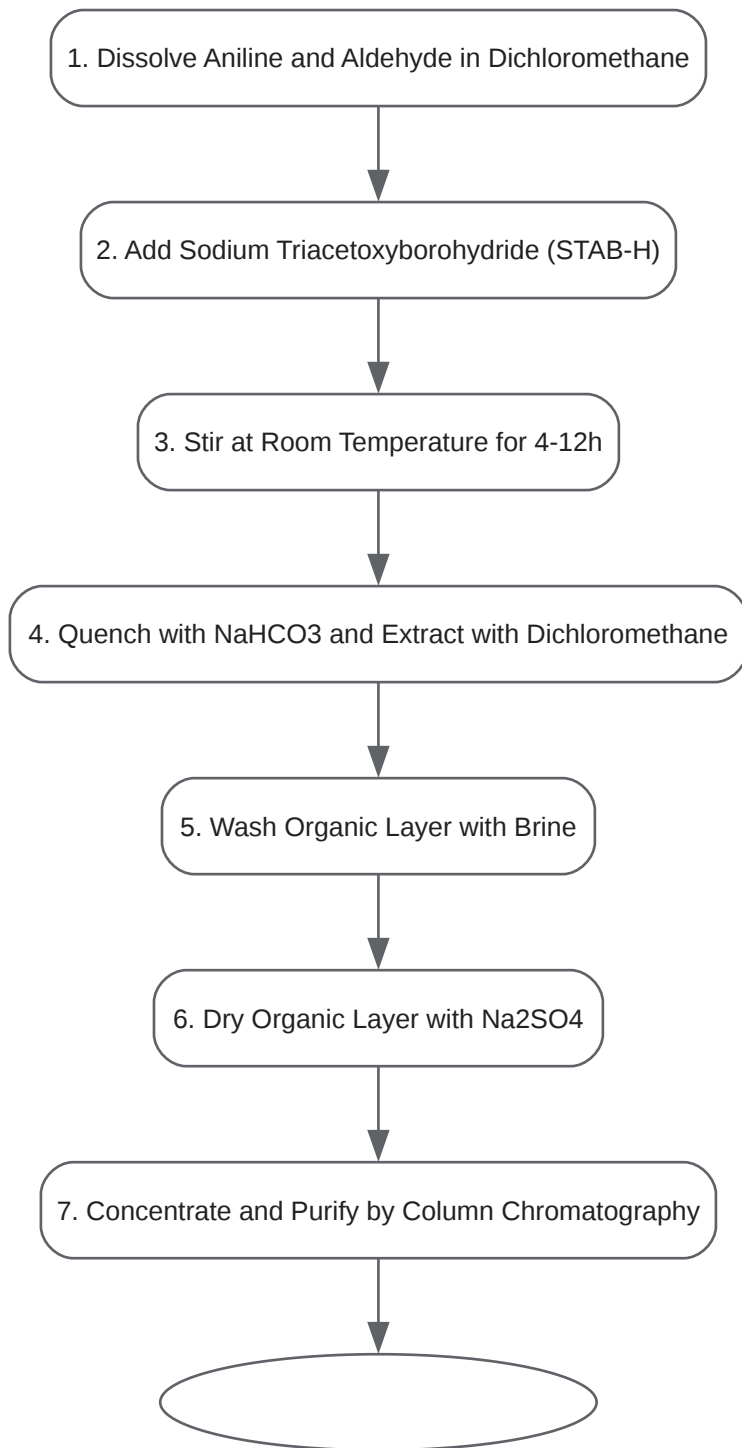 1. Dissolve Aniline and Aldehyde in Dichloromethane
2. Add Sodium Triacetoxyborohydride (STAB-H)
3. Stir at Room Temperature for 4-12h
4. Quench with NaHCO3 and Extract with Dichloromethane
5. Wash Organic Layer with Brine
6. Dry Organic Layer with Na2SO4
7. Concentrate and Purify by Column Chromatography